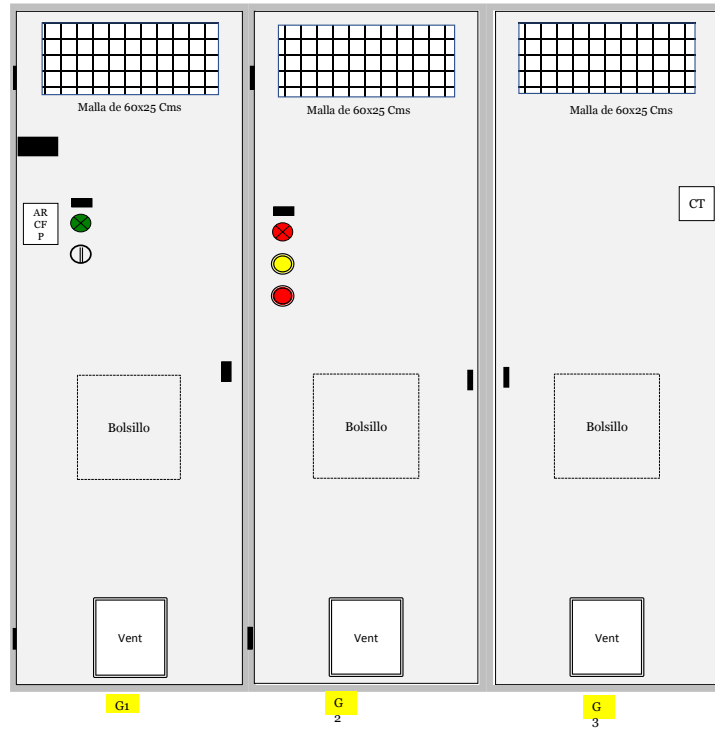 Malla de 60x25 Cms
Malla de 60x25 Cms
Malla de 60x25 Cms
AR
CF
P
CT
Bolsillo
Bolsillo
Bolsillo
Vent
Vent
Vent
G1
G
2
G
3